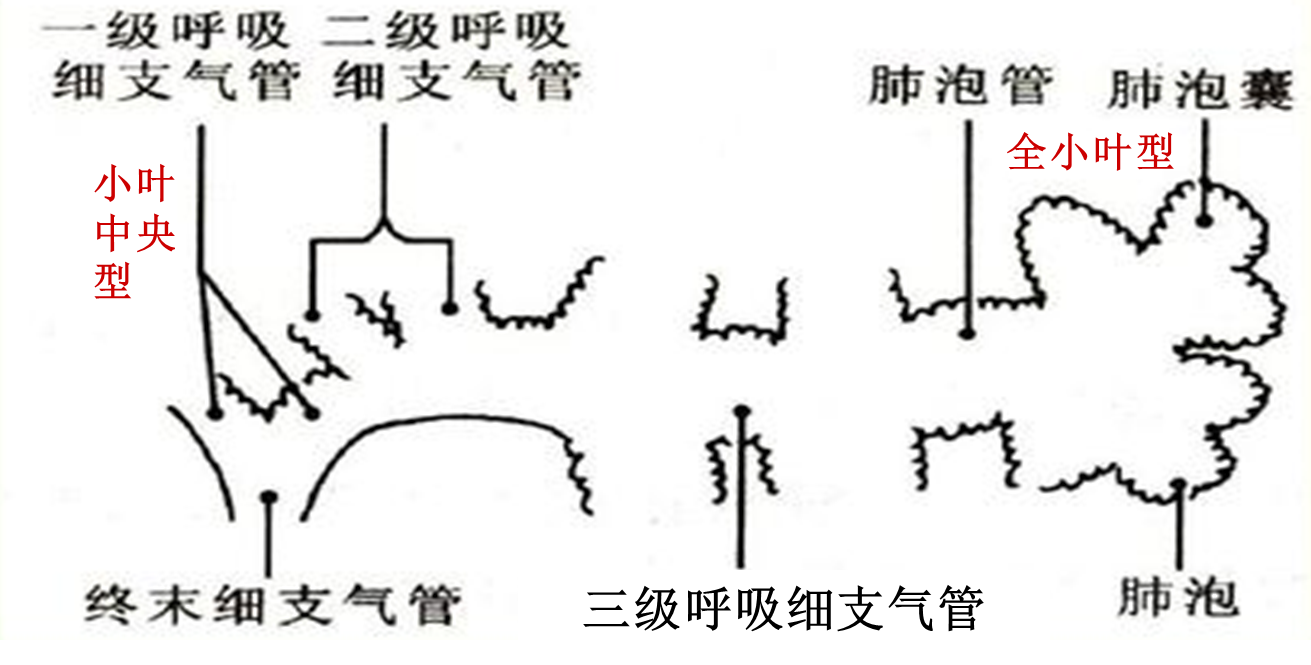 一级呼吸
细支气管
二级呼吸
细支气管
肺泡管
肺泡囊
全小叶型
小叶
中央
型
终末细支气管
三级呼吸细支气管
肺泡